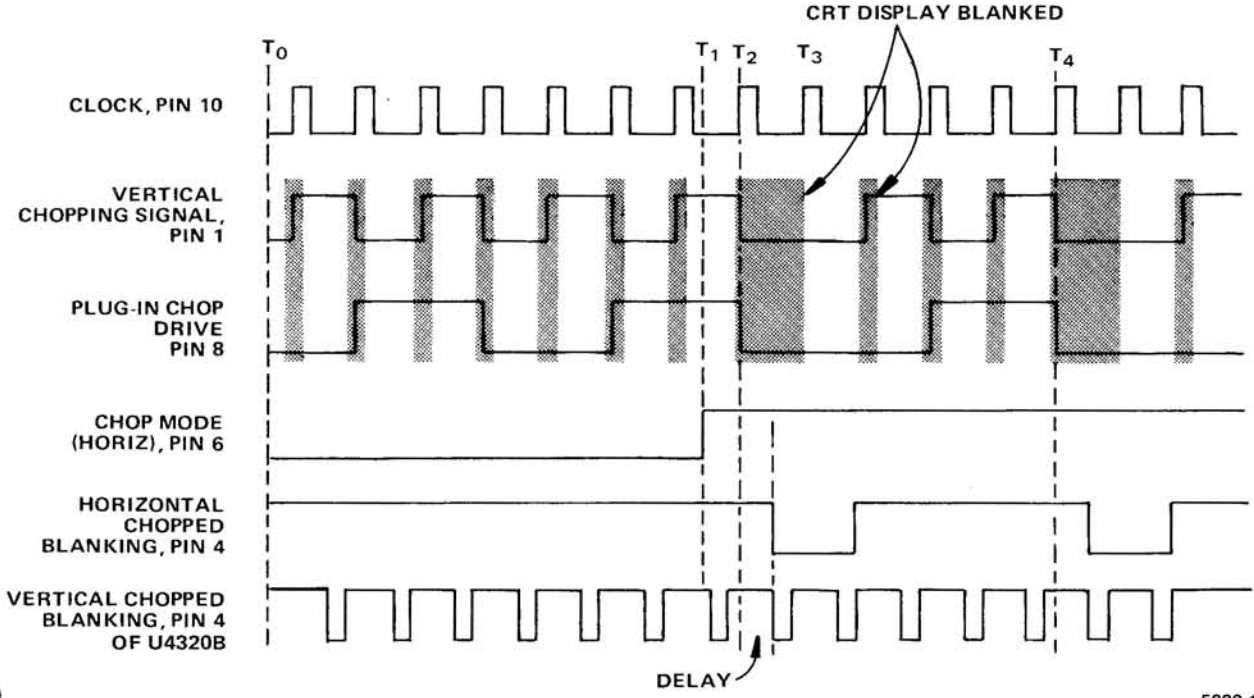 CRT DISPLAY BLANKED
T0
T1
T2
T3
T4
CLOCK, PIN 10
VERTICAL
CHOPPING SIGNAL,
PIN 1
PLUG-IN CHOP
DRIVE
PIN 8
CHOP MODE
(HORIZ), PIN 6
HORIZONTAL
CHOPPED
BLANKING, PIN 4
VERTICAL CHOPPED
BLANKING, PIN 4
OF U4320B
DELAY